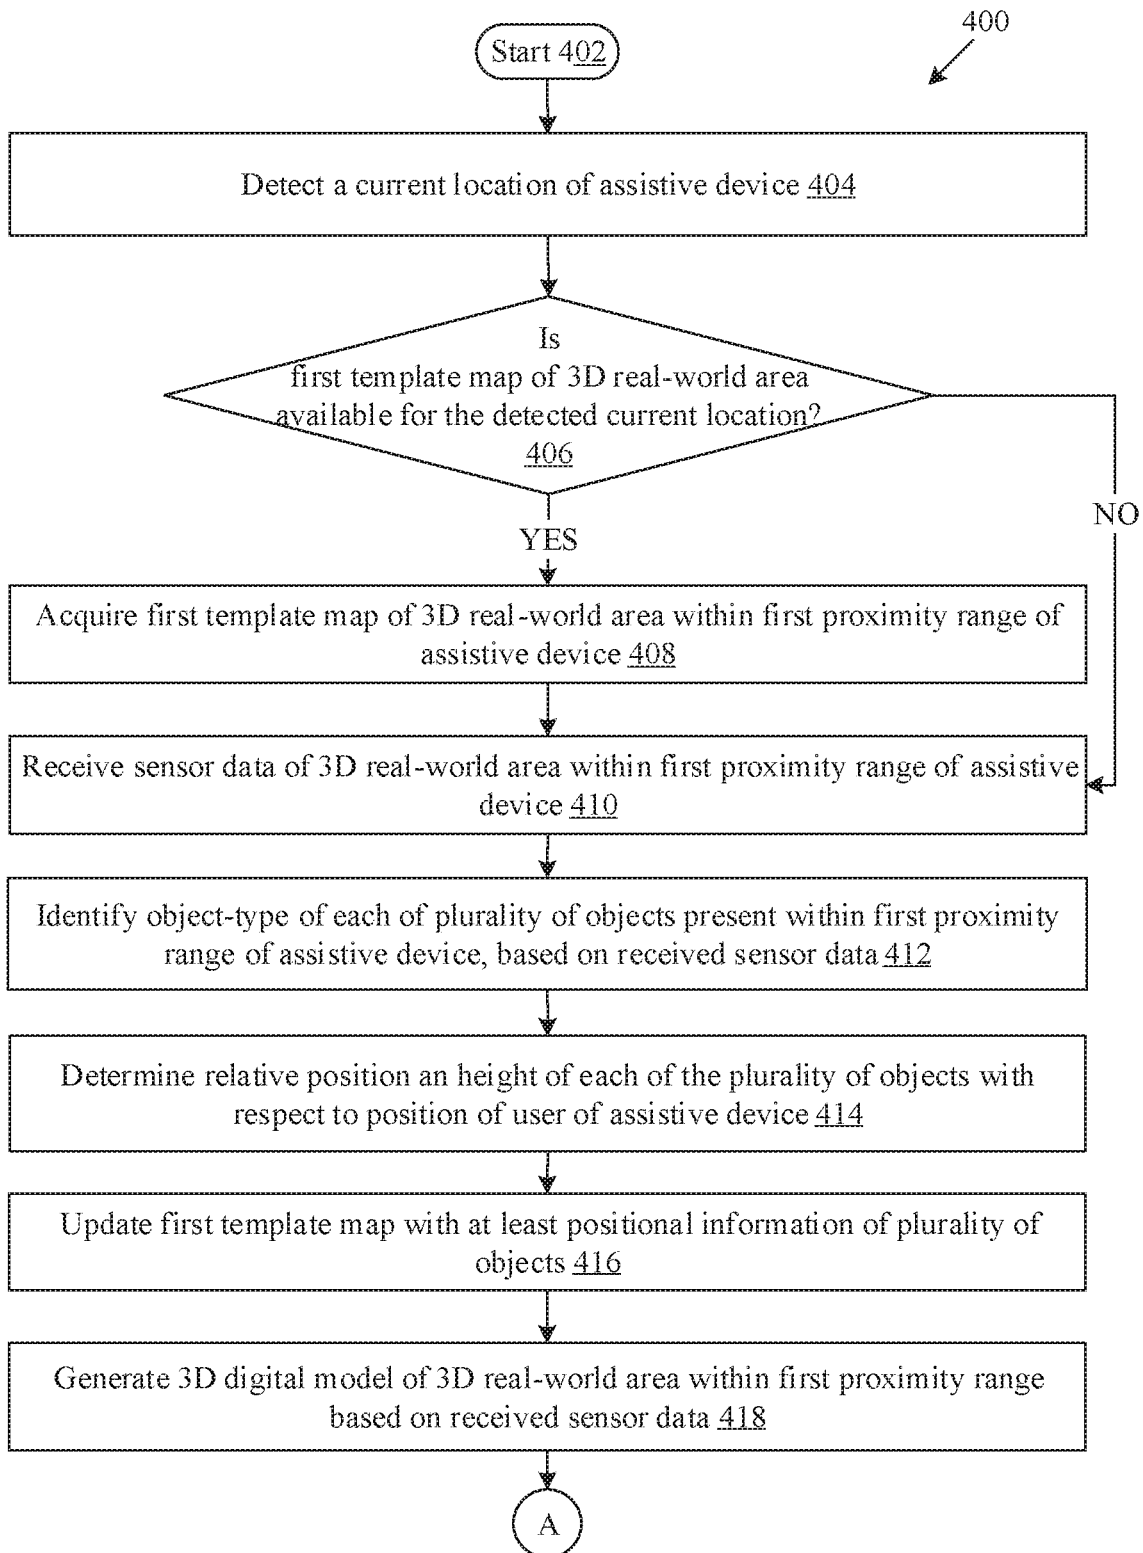 400
Start 402
Detect a current location of assistive device 404
Is
first template map of 3D real-world area
available for the detected current location?
406
NO
YES
Acquire first template map of 3D real-world area within first proximity range of
assistive device 408
Receive sensor data of 3D real-world area within first proximity range of assistive
device 410
Identify object-type of each of plurality of objects present within first proximity
range of assistive device, based on received sensor data 412
Determine relative position an height of each of the plurality of objects with
respect to position of user of assistive device 414
Update first template map with at least positional information of plurality of
objects 416
Generate 3D digital model of 3D real-world area within first proximity range
based on received sensor data 418
A